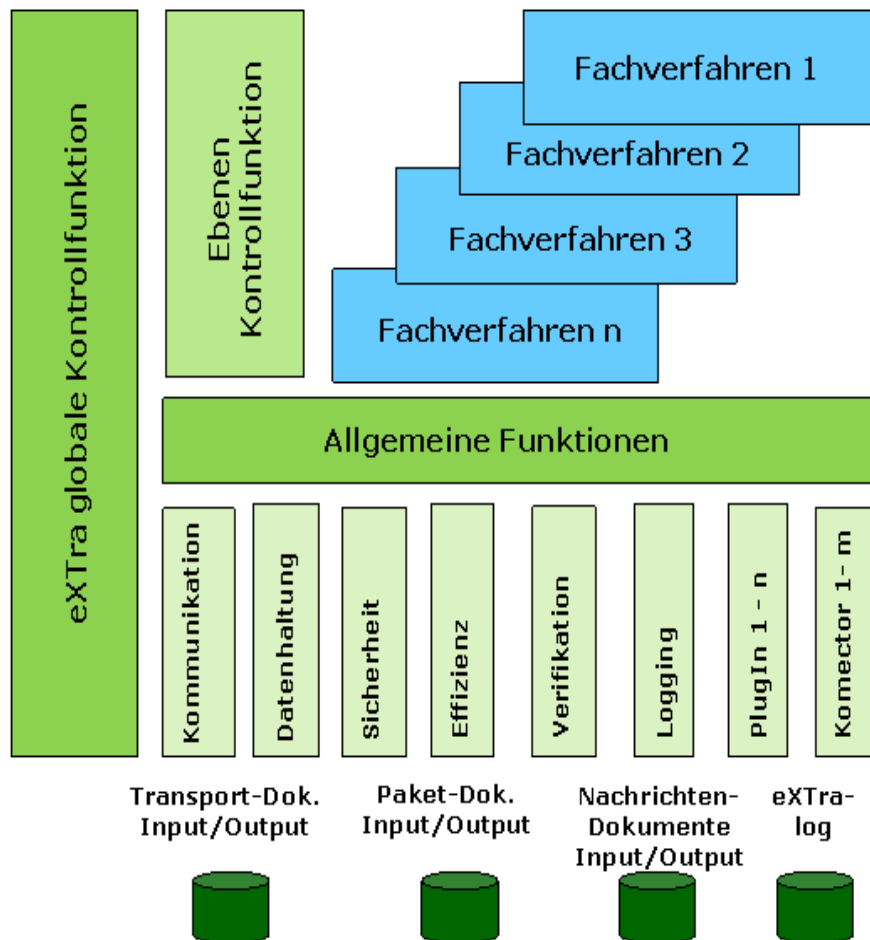 eXTra globale Kontrollfunktion
Ebenen
Kontrollfunktion
Fachverfahren 1
Fachverfahren 2
Fachverfahren 3
Fachverfahren n
Allgemeine Funktionen
Kommunikation
Datenhaltung
Sicherheit
Effizienz
Verifikation
Logging
PlugIn 1 - n
Komector 1- m
Transport-Dok.
Input/Output
Paket-Dok.
Input/Output
Nachrichten-
Dokumente
Input/Output
eXTra-
log